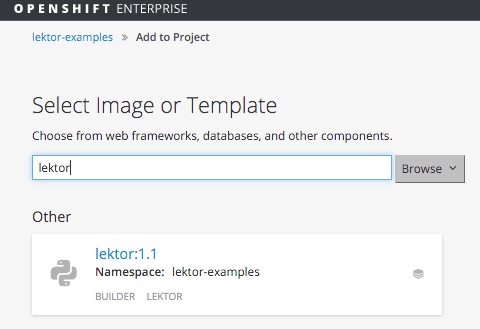 OPENSHIFT ENTERPRISE
lektor-examples » Add to Project
Select Image or Template
Choose from web frameworks, databases, and other components.
lektor
Browse
Other
lektor:1.1
Namespace: lektor-examples
BUILDER LEKTOR